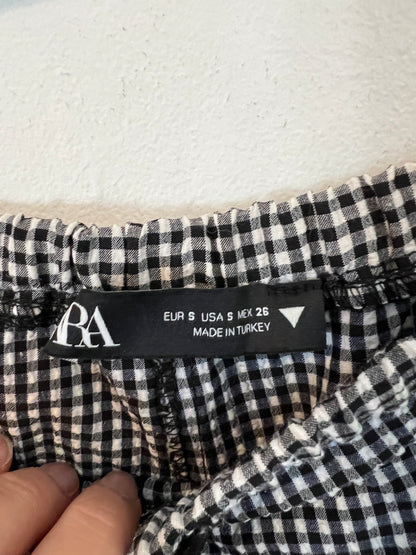 ZARA
EUR S USA S MEX 26
MADE IN TURKEY